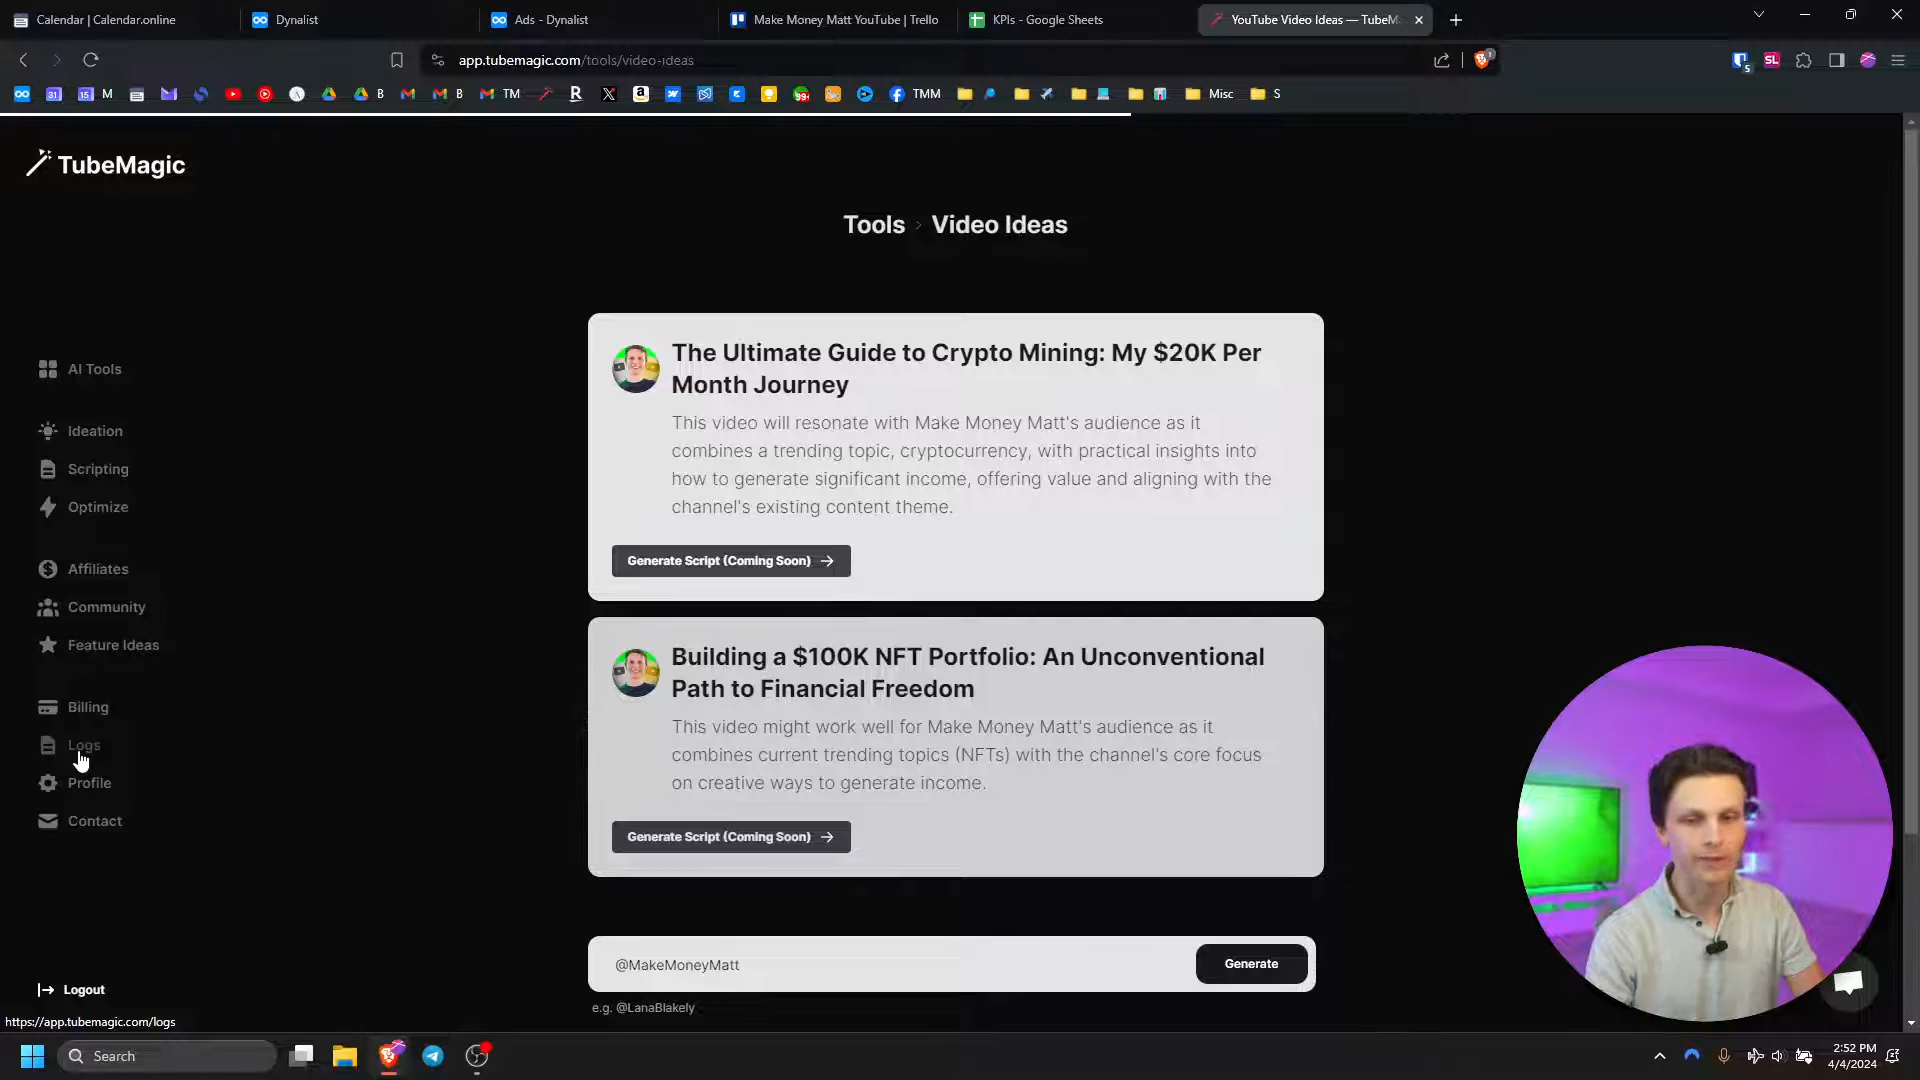 Calendar | Calendar.online
Dynalist
Ads - Dynalist
Make Money Matt YouTube | Trello
KPIs - Google Sheets
YouTube Video Ideas — TubeM
app.tubemagic.com/tools/video-ideas
M
B
B
TM
TMM
Misc
S
TubeMagic
Tools > Video Ideas
AI Tools
Ideation
Scripting
Optimize
Affiliates
Community
Feature Ideas
Billing
Logs
Profile
Contact
Logout
The Ultimate Guide to Crypto Mining: My $20K Per
Month Journey
This video will resonate with Make Money Matt's audience as it
combines a trending topic, cryptocurrency, with practical insights into
how to generate significant income, offering value and aligning with the
channel's existing content theme.
Generate Script (Coming Soon)
Building a $100K NFT Portfolio: An Unconventional
Path to Financial Freedom
This video might work well for Make Money Matt's audience as it
combines current trending topics (NFTs) with the channel's core focus
on creative ways to generate income.
Generate Script (Coming Soon)
@MakeMoneyMatt
Generate
e.g. @LanaBlakely
https://app.tubemagic.com/logs
Search
2:52 PM
4/4/2024